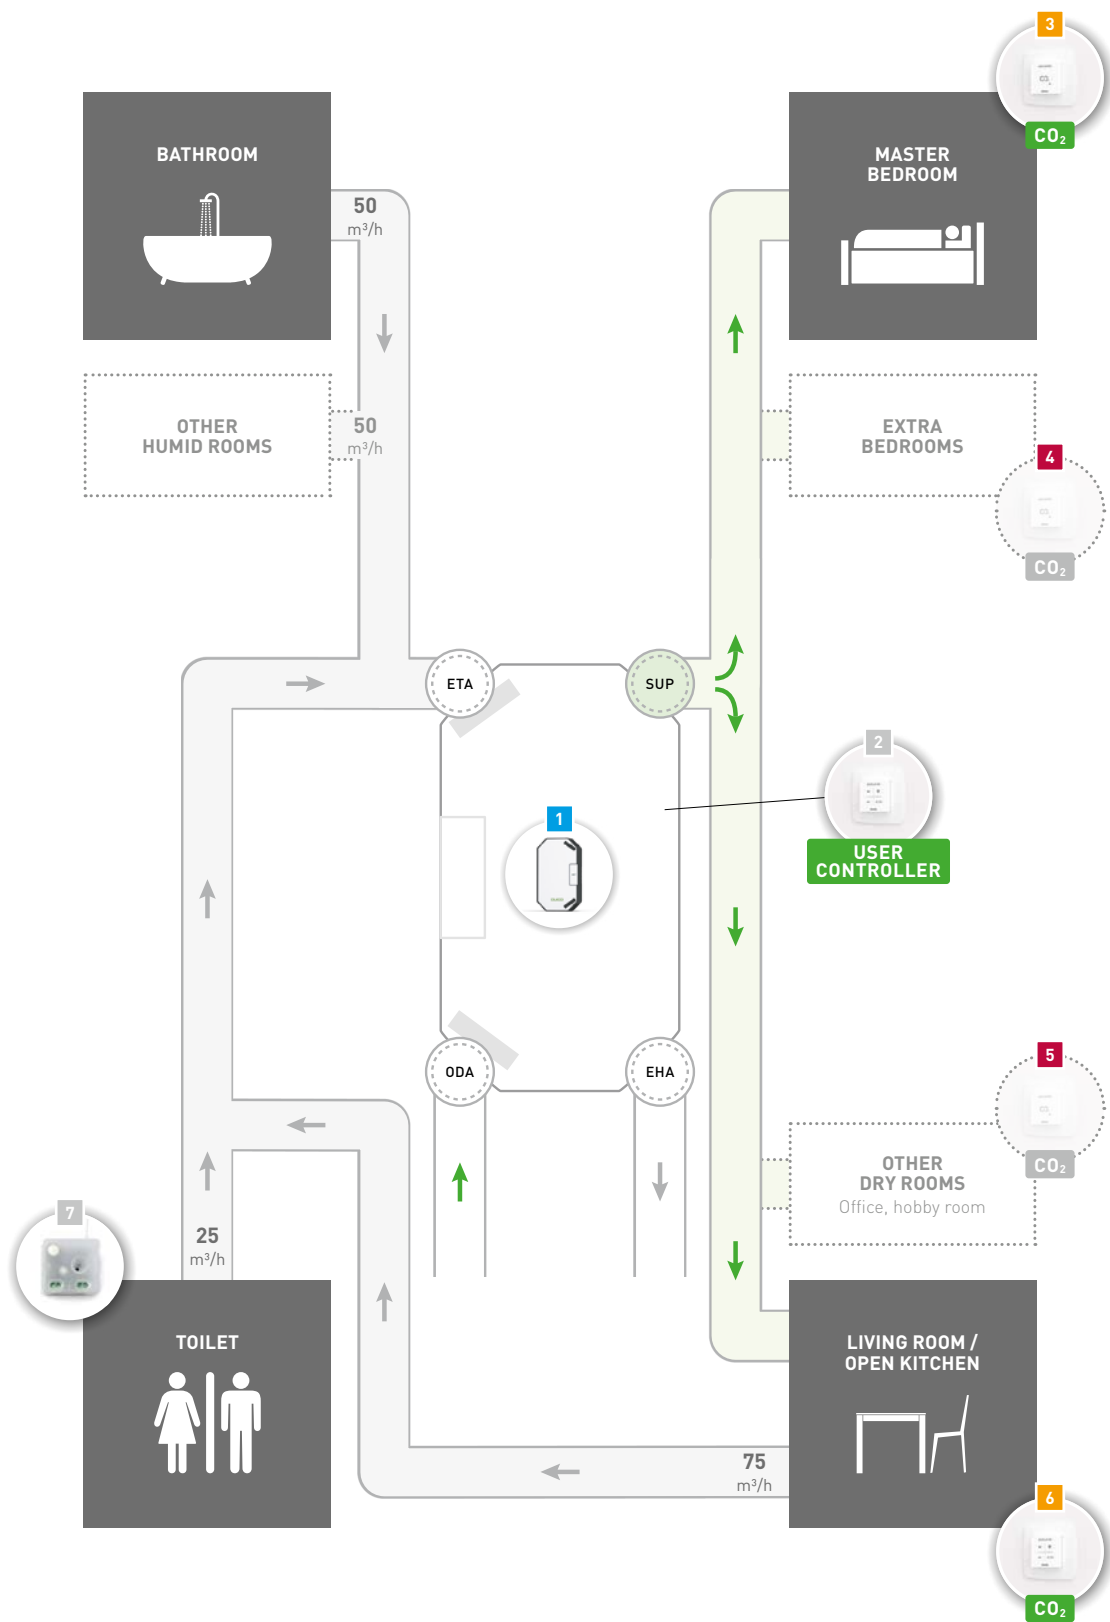 3
CO₂
BATHROOM
MASTER
BEDROOM
50
m³/h
OTHER
HUMID ROOMS
50
m³/h
EXTRA
BEDROOMS
4
CO₂
ETA
SUP
2
USER
CONTROLLER
1
ODA
EHA
5
CO₂
OTHER
DRY ROOMS
Office, hobby room
7
25
m³/h
TOILET
LIVING ROOM /
OPEN KITCHEN
75
m³/h
6
CO₂